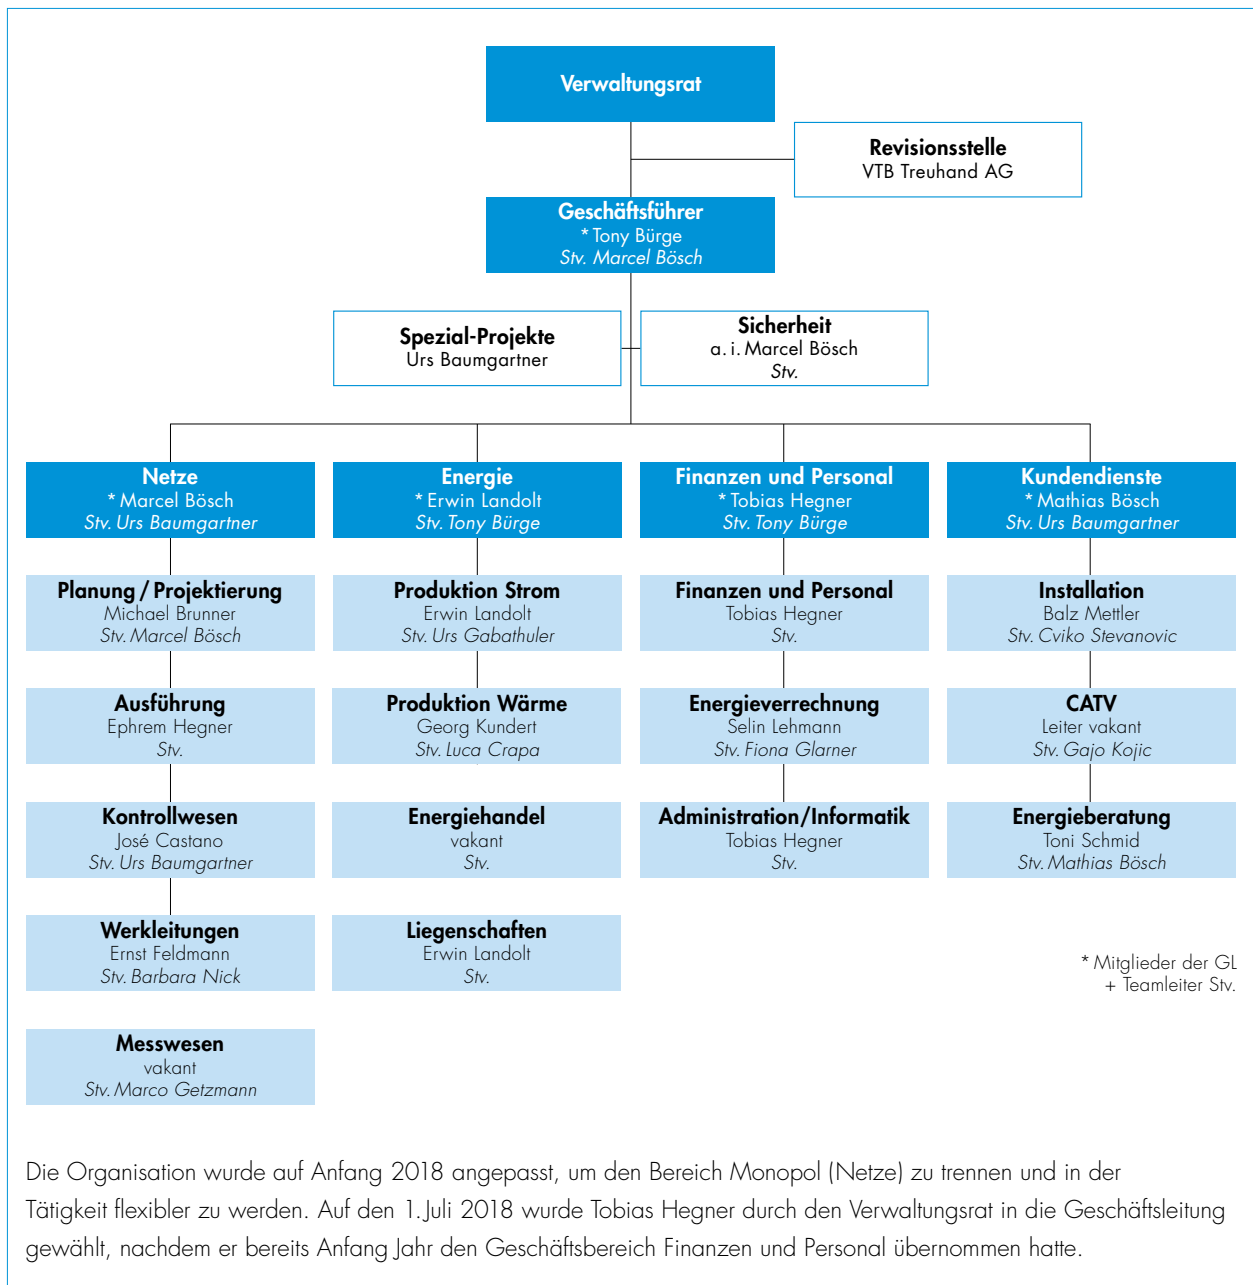 Verwaltungsrat
Revisionsstelle
VTB Treuhand AG
Geschäftsführer
* Tony Bürge
Stv. Marcel Bösch
Spezial-Projekte
Urs Baumgartner
Sicherheit
a. i. Marcel Bösch
Stv.
Netze
* Marcel Bösch
Stv. Urs Baumgartner
Planung / Projektierung
Michael Brunner
Stv. Marcel Bösch
Ausführung
Ephrem Hegner
Stv.
Kontrollwesen
José Castano
Stv. Urs Baumgartner
Werkleitungen
Ernst Feldmann
Stv. Barbara Nick
Messwesen
vakant
Stv. Marco Getzmann
Energie
* Erwin Landolt
Stv. Tony Bürge
Produktion Strom
Erwin Landolt
Stv. Urs Gabathuler
Produktion Wärme
Georg Kundert
Stv. Luca Crapa
Energiehandel
vakant
Stv.
Liegenschaften
Erwin Landolt
Stv.
Finanzen und Personal
* Tobias Hegner
Stv. Tony Bürge
Finanzen und Personal
Tobias Hegner
Stv.
Energieverrechnung
Selin Lehmann
Stv. Fiona Glarner
Administration/Informatik
Tobias Hegner
Stv.
Kundendienste
* Mathias Bösch
Stv. Urs Baumgartner
Installation
Balz Mettler
Stv. Cviko Stevanovic
CATV
Leiter vakant
Stv. Gajo Kojic
Energieberatung
Toni Schmid
Stv. Mathias Bösch
* Mitglieder der GL
+ Teamleiter Stv.
Die Organisation wurde auf Anfang 2018 angepasst, um den Bereich Monopol (Netze) zu trennen und in der
Tätigkeit flexibler zu werden. Auf den 1. Juli 2018 wurde Tobias Hegner durch den Verwaltungsrat in die Geschäftsleitung
gewählt, nachdem er bereits Anfang Jahr den Geschäftsbereich Finanzen und Personal übernommen hatte.